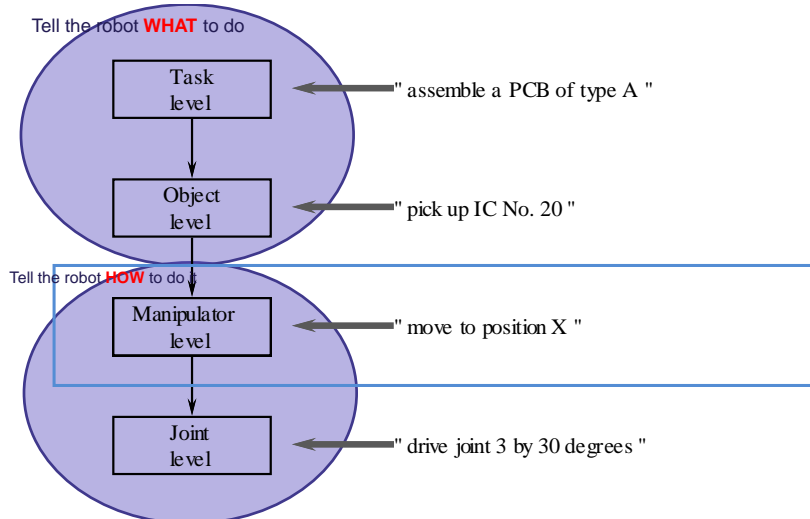 Tell the robot WHAT to do
Task
level
" assemble a PCB of type A "
Object
level
" pick up IC No. 20 "
Tell the robot HOW to do it
Manipulator
level
" move to position X "
Joint
level
" drive joint 3 by 30 degrees "